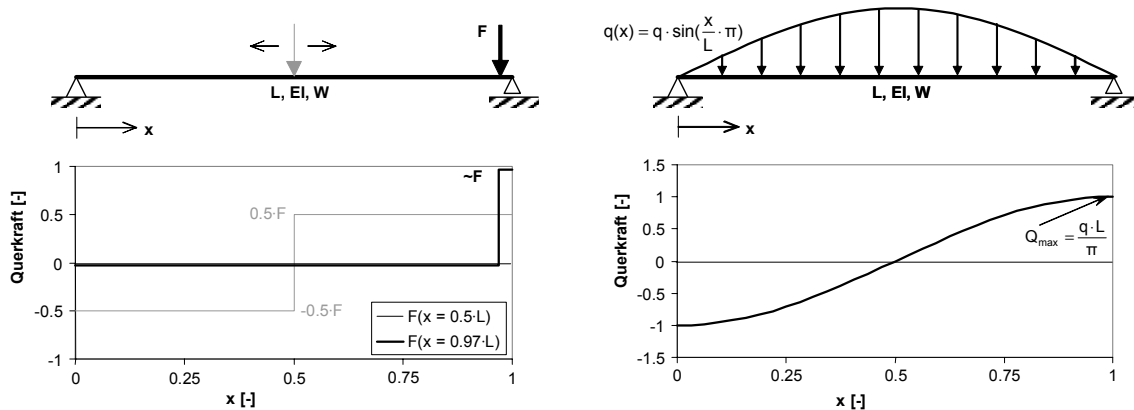 F
L, EI, W
x
Querkraft [-]
1
0.5
0
-0.5
-1
~F
0.5·F
-0.5·F
F(x = 0.5·L)
F(x = 0.97·L)
0
0.25
0.5
0.75
1
x [-]
q(x) = q · sin(x/L · π)
L, EI, W
x
Querkraft [-]
1.5
1
0.5
0
-0.5
-1
-1.5
Qmax = q·L/π
0
0.25
0.5
0.75
1
x [-]